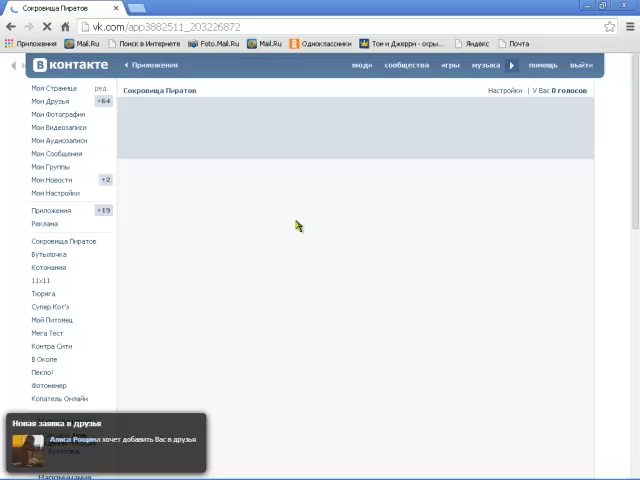 Сокровища Пиратов
vk.com/app3882511_203226872
Приложения Mail.Ru Поиск в Интернете Foto.Mail.Ru Mail.Ru Одноклассники Том и Джерри - скры... Яндекс Почта
В контакте Приложения люди сообщества игры музыка помощь выйти
Моя Страница ред.
Сокровища Пиратов Настройки | У Вас 0 голосов
Мои Друзья +64
Мои Фотографии
Мои Видеозаписи
Мои Аудиозаписи
Мои Сообщения
Мои Группы
Мои Новости +2
Мои Настройки
Приложения +19
Реклама
Сокровища Пиратов
Бутылочка
Котомания
11x11
Тюряга
Супер Кот'э
Мой Питомец
Мега Тест
Контра Сити
В Окопе
Пекло!
Фотомемер
Копатель Онлайн
Новая заявка в друзья
Алиса Рощина хочет добавить Вас в друзья
Напоминания